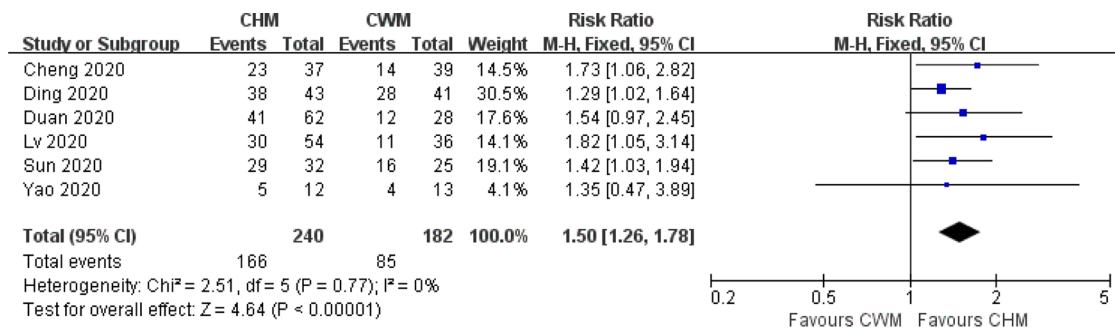 CHM CWM Risk Ratio Risk Ratio
Study or Subgroup Events Total Events Total Weight M-H, Fixed, 95% CI M-H, Fixed, 95% CI
Cheng 2020 23 37 14 39 14.5% 1.73 [1.06, 2.82]
Ding 2020 38 43 28 41 30.5% 1.29 [1.02, 1.64]
Duan 2020 41 62 12 28 17.6% 1.54 [0.97, 2.45]
Lv 2020 30 54 11 36 14.1% 1.82 [1.05, 3.14]
Sun 2020 29 32 16 25 19.1% 1.42 [1.03, 1.94]
Yao 2020 5 12 4 13 4.1% 1.35 [0.47, 3.89]
Total (95% CI) 240 182 100.0% 1.50 [1.26, 1.78]
Total events 166 85
Heterogeneity: Chi² = 2.51, df = 5 (P = 0.77); I² = 0%
Test for overall effect: Z = 4.64 (P < 0.00001)
0.2 0.5 1 2 5
Favours CWM Favours CHM